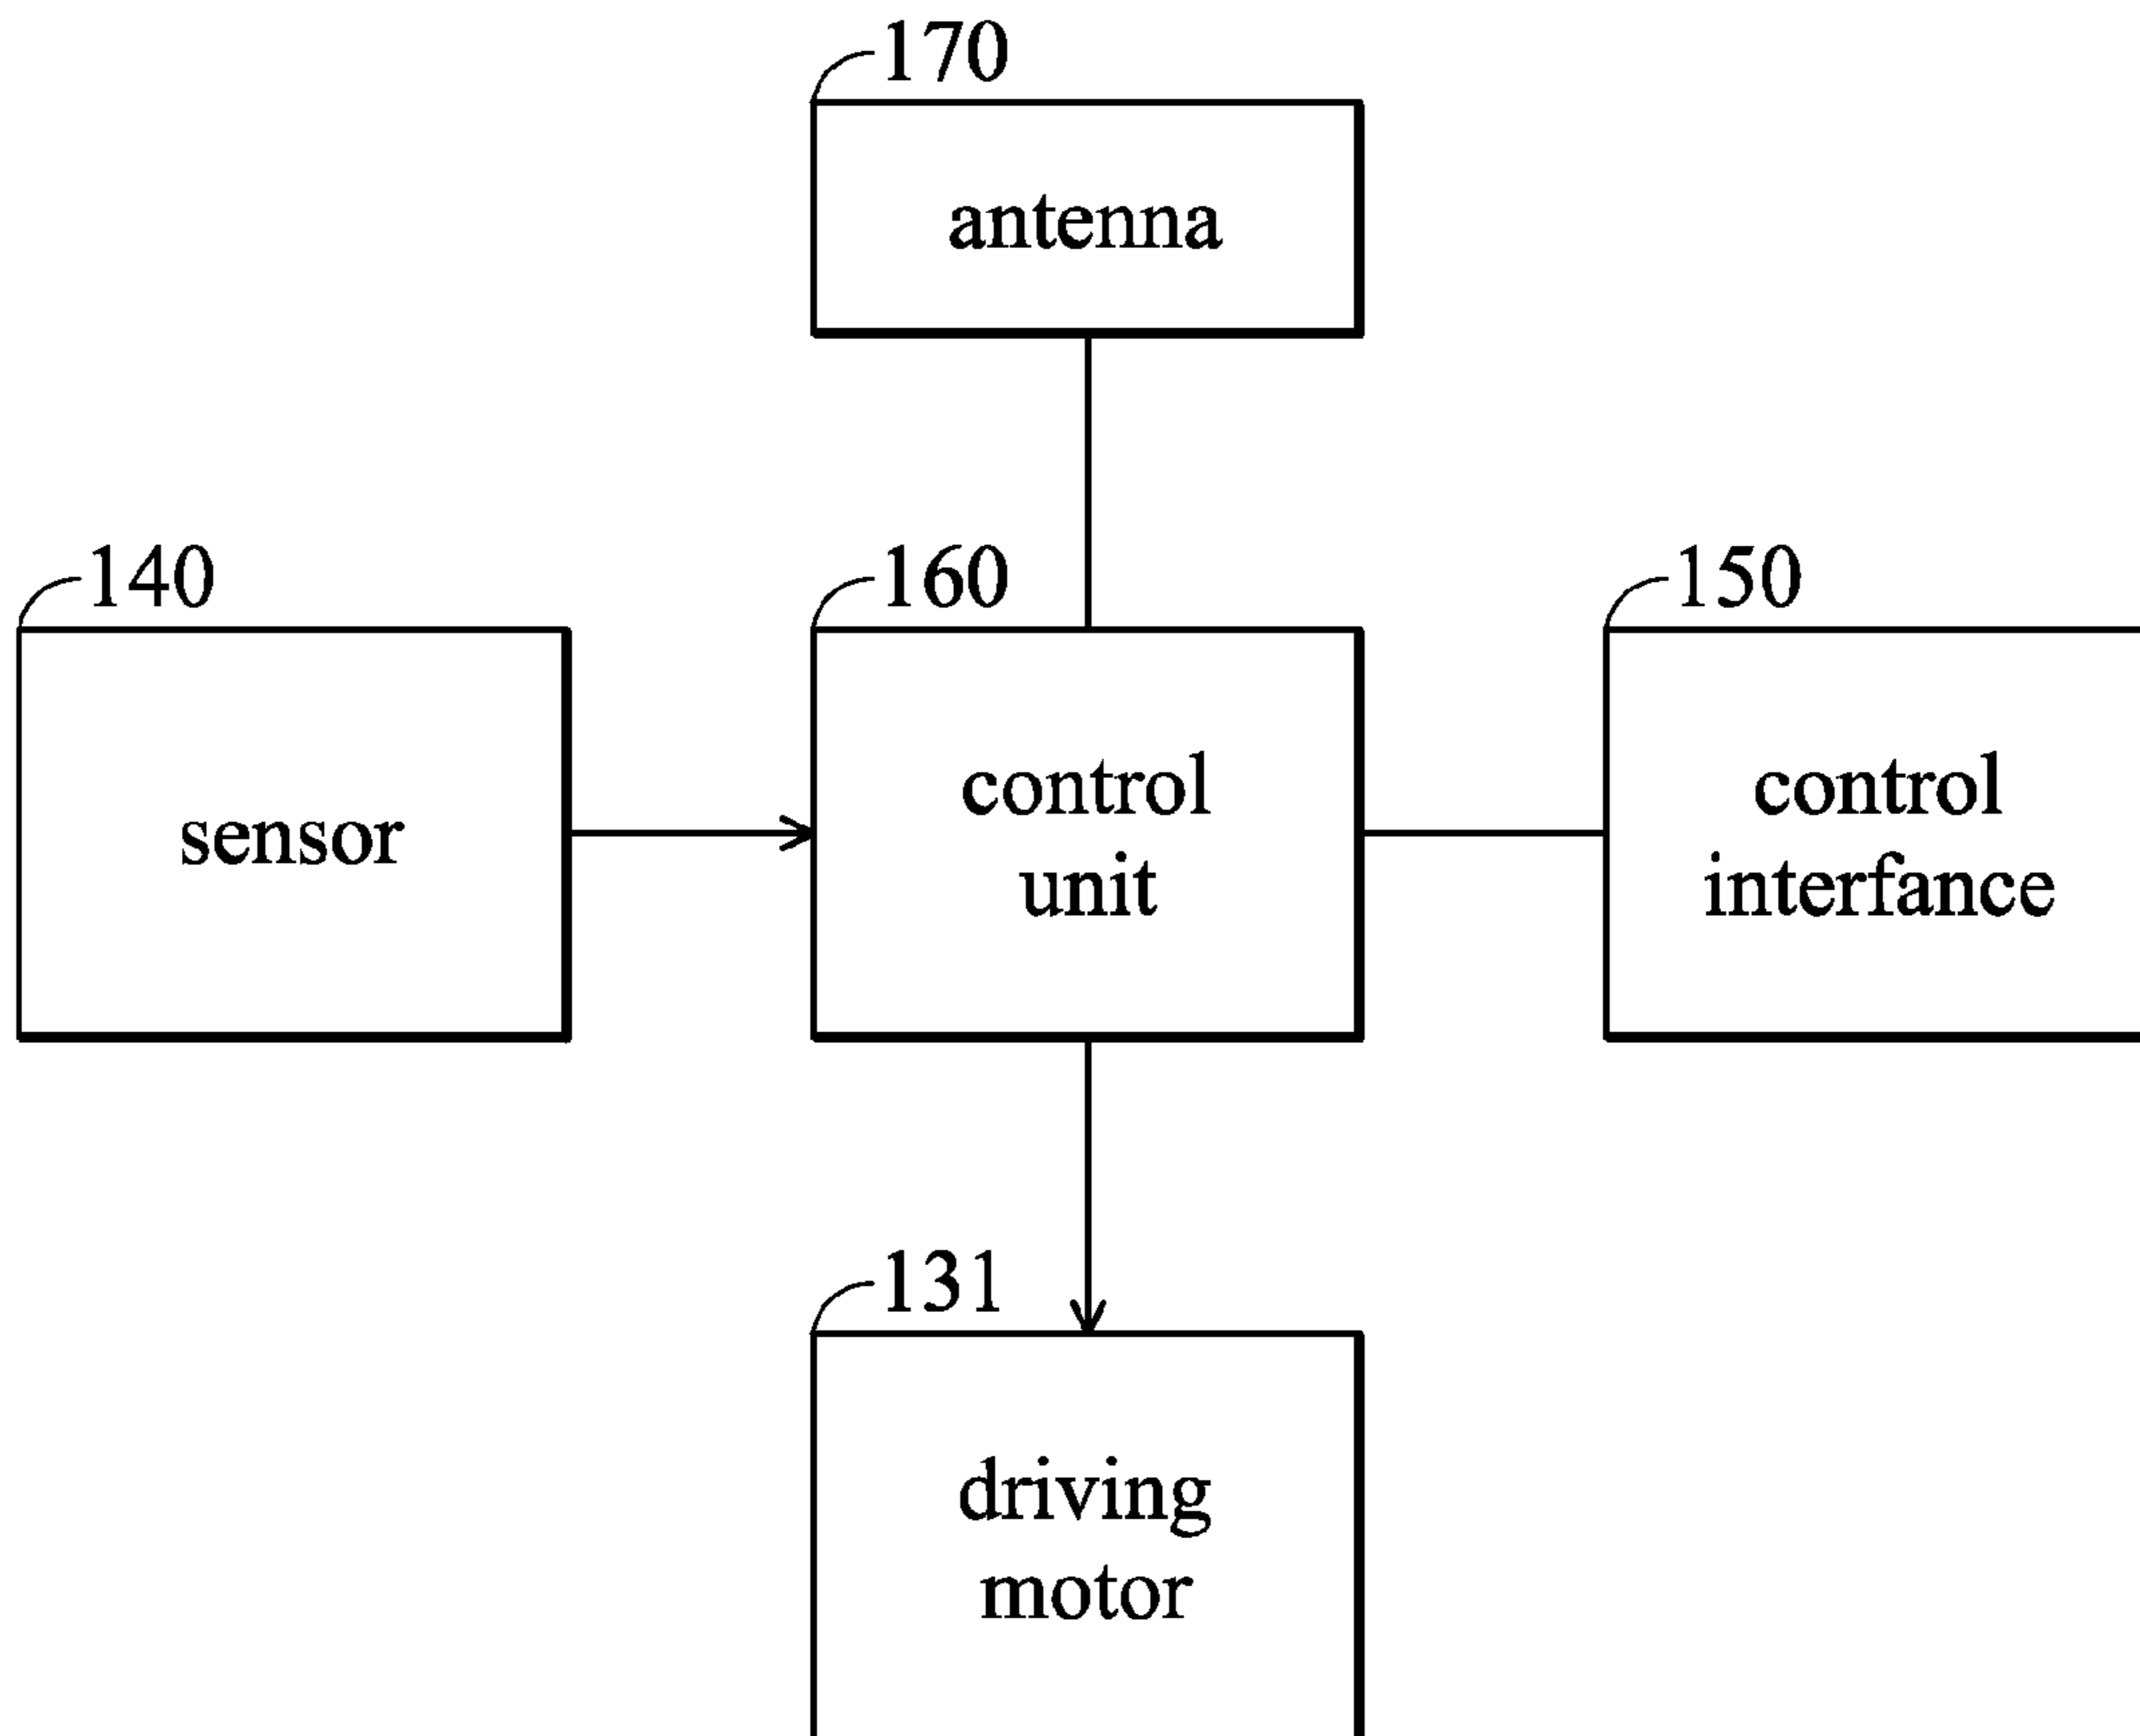 170
antenna
140
160
150
sensor
control
unit
control
interfance
131
driving
motor